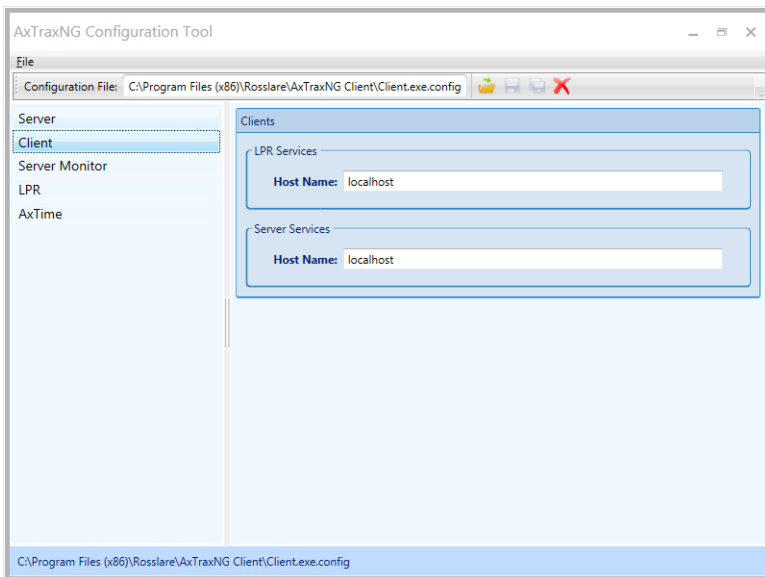 AxTraxNG Configuration Tool
File
Configuration File: C:\Program Files (x86)\Rosslare\AxTraxNG Client\Client.exe.config
Server
Client
Server Monitor
LPR
AxTime
Clients
LPR Services
Host Name: localhost
Server Services
Host Name: localhost
C:\Program Files (x86)\Rosslare\AxTraxNG Client\Client.exe.config